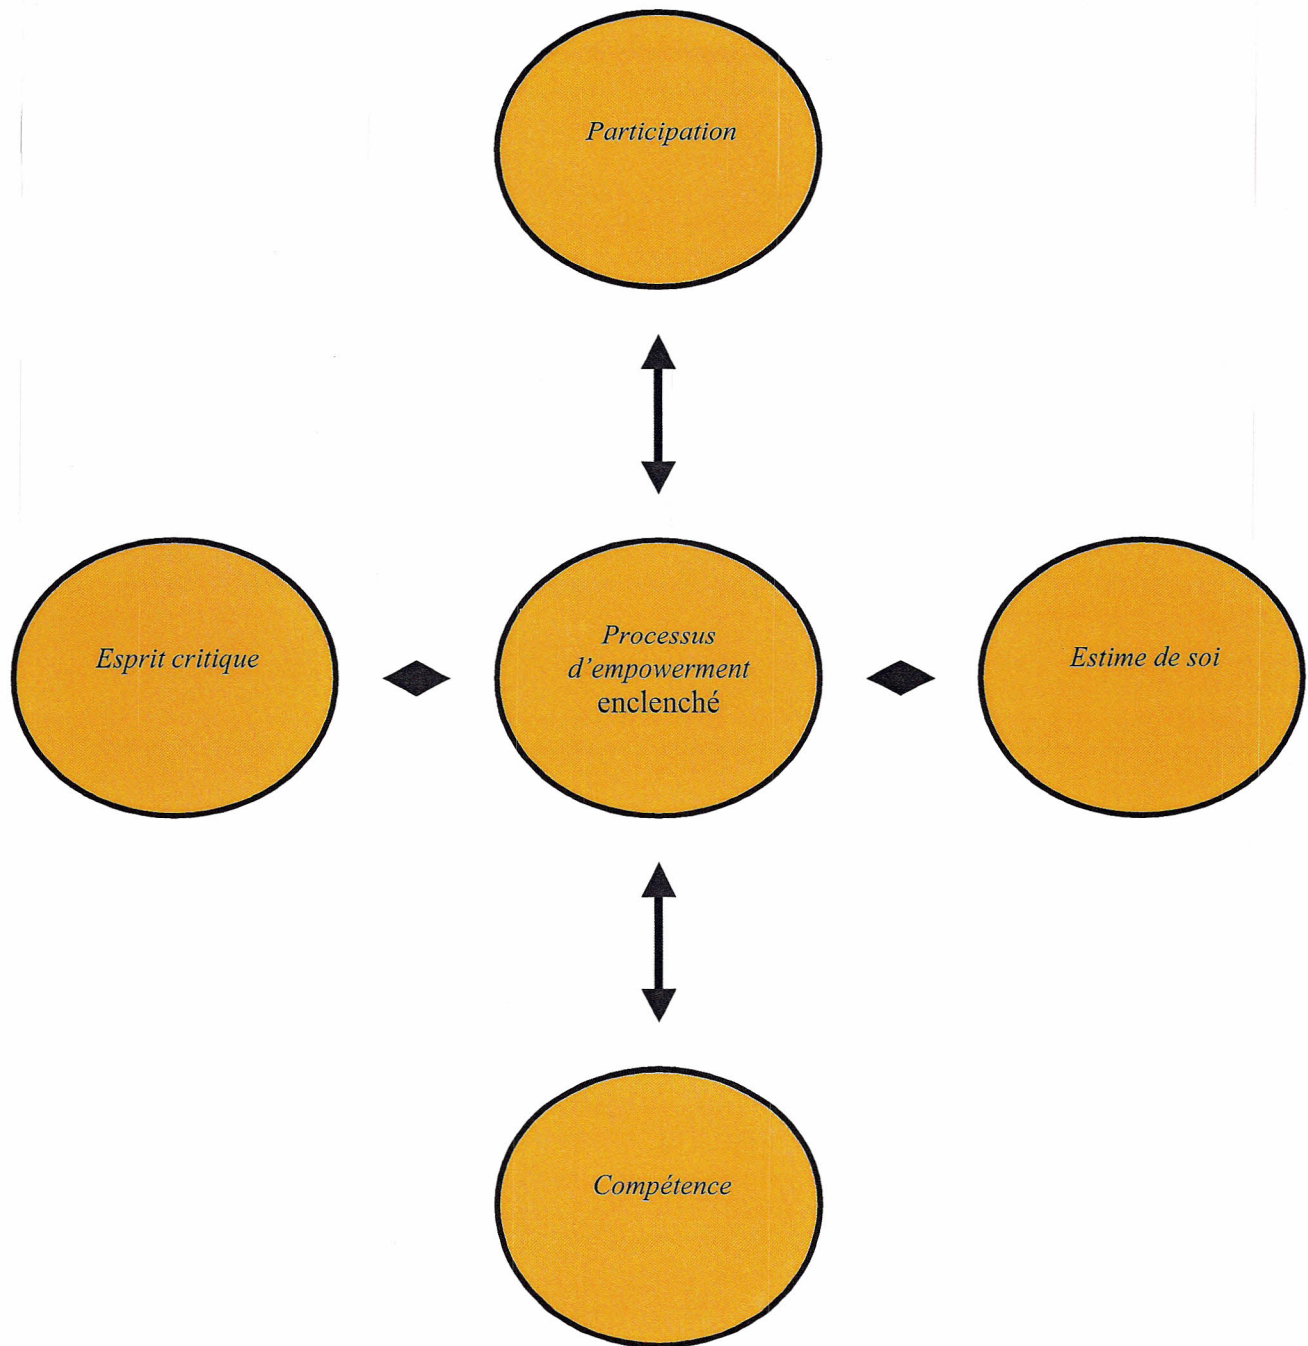 Participation
Esprit critique
Processus
d'empowerment
enclenché
Estime de soi
Compétence